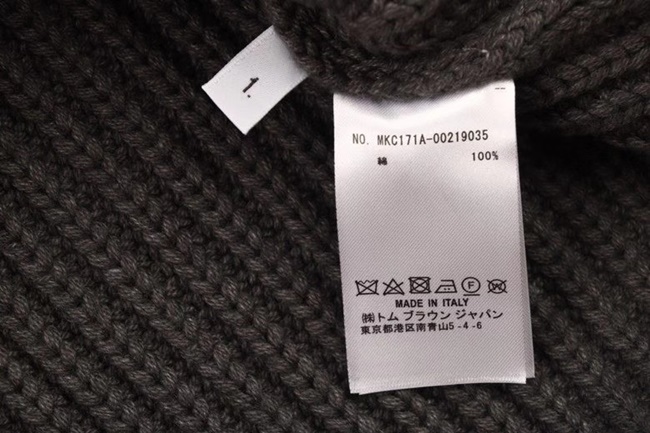 1.
NO. MKC171A-00219035
綿 100%
F W
MADE IN ITALY
㈱トム ブラウン ジャパン
東京都港区南青山5-4-6